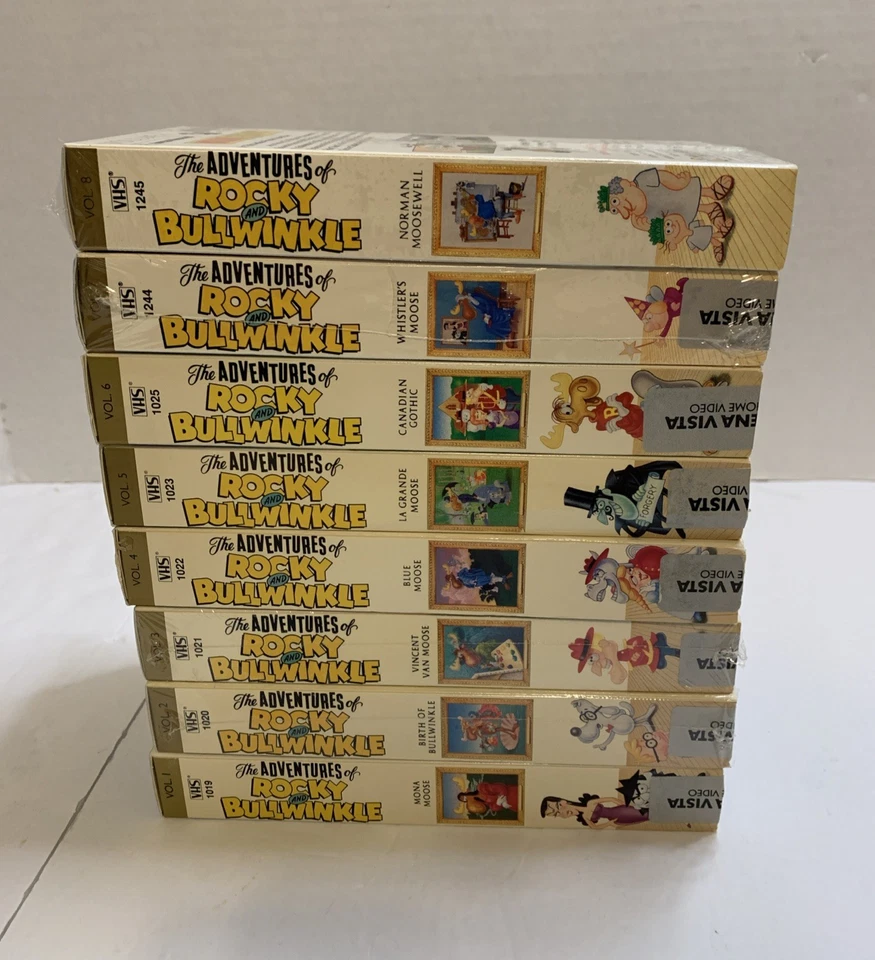 VOL. 8
VHS
1245
The ADVENTURES of
ROCKY
AND
BULLWINKLE
NORMAN
MOOSEWELL
VHS
1244
The ADVENTURES of
ROCKY
AND
BULLWINKLE
WHISTLER'S
MOOSE
A VISTA
ME VIDEO
VOL. 6
VHS
1025
The ADVENTURES of
ROCKY
AND
BULLWINKLE
CANADIAN
GOTHIC
R
ENA VISTA
HOME VIDEO
VOL. 5
VHS
1023
The ADVENTURES of
ROCKY
AND
BULLWINKLE
LA GRANDE
MOOSE
FORGERY
A VISTA
VIDEO
VOL. 4
VHS
1022
The ADVENTURES of
ROCKY
AND
BULLWINKLE
BLUE
MOOSE
A VISTA
E VIDEO
VHS
1021
The ADVENTURES of
ROCKY
AND
BULLWINKLE
VINCENT
VAN MOOSE
VISTA
VOL. 2
VHS
1020
The ADVENTURES of
ROCKY
AND
BULLWINKLE
BIRTH OF
BULLWINKLE
VISTA
DEO
VOL. 1
VHS
1019
The ADVENTURES of
ROCKY
AND
BULLWINKLE
MONA
MOOSE
A VISTA
E VIDEO